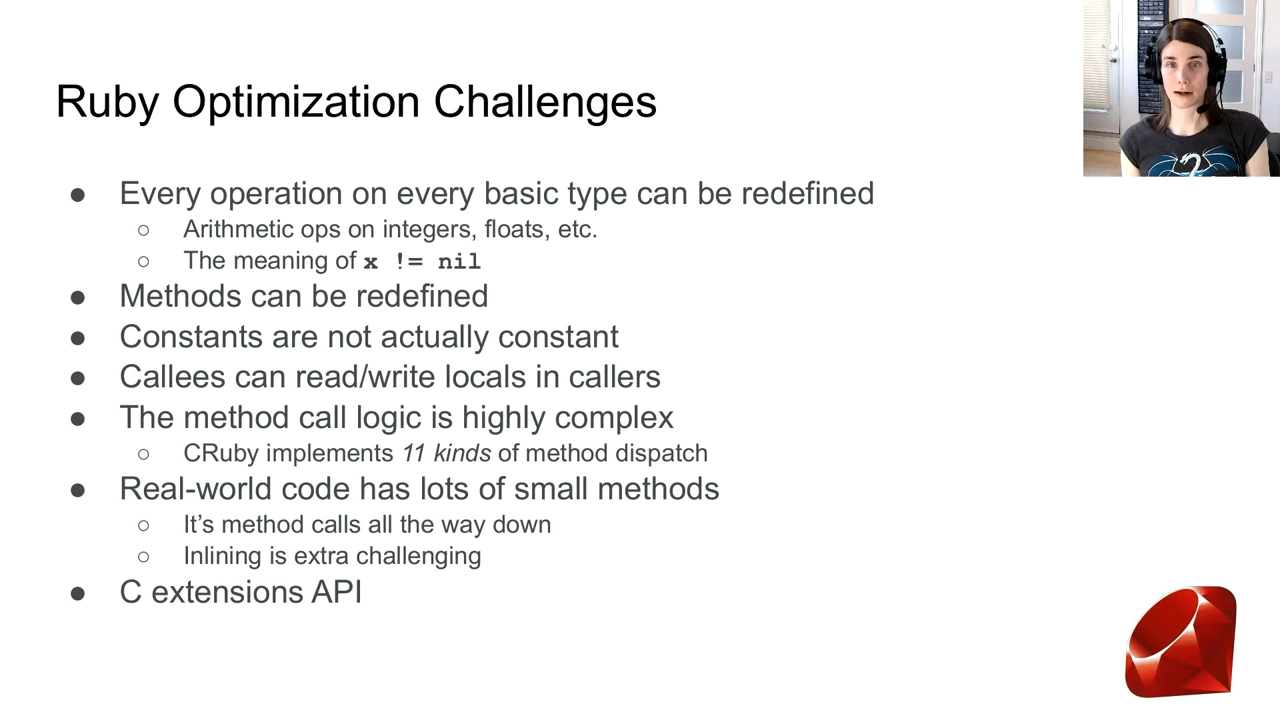 Ruby Optimization Challenges
● Every operation on every basic type can be redefined
○ Arithmetic ops on integers, floats, etc.
○ The meaning of x != nil
● Methods can be redefined
● Constants are not actually constant
● Callees can read/write locals in callers
● The method call logic is highly complex
○ CRuby implements 11 kinds of method dispatch
● Real-world code has lots of small methods
○ It’s method calls all the way down
○ Inlining is extra challenging
● C extensions API